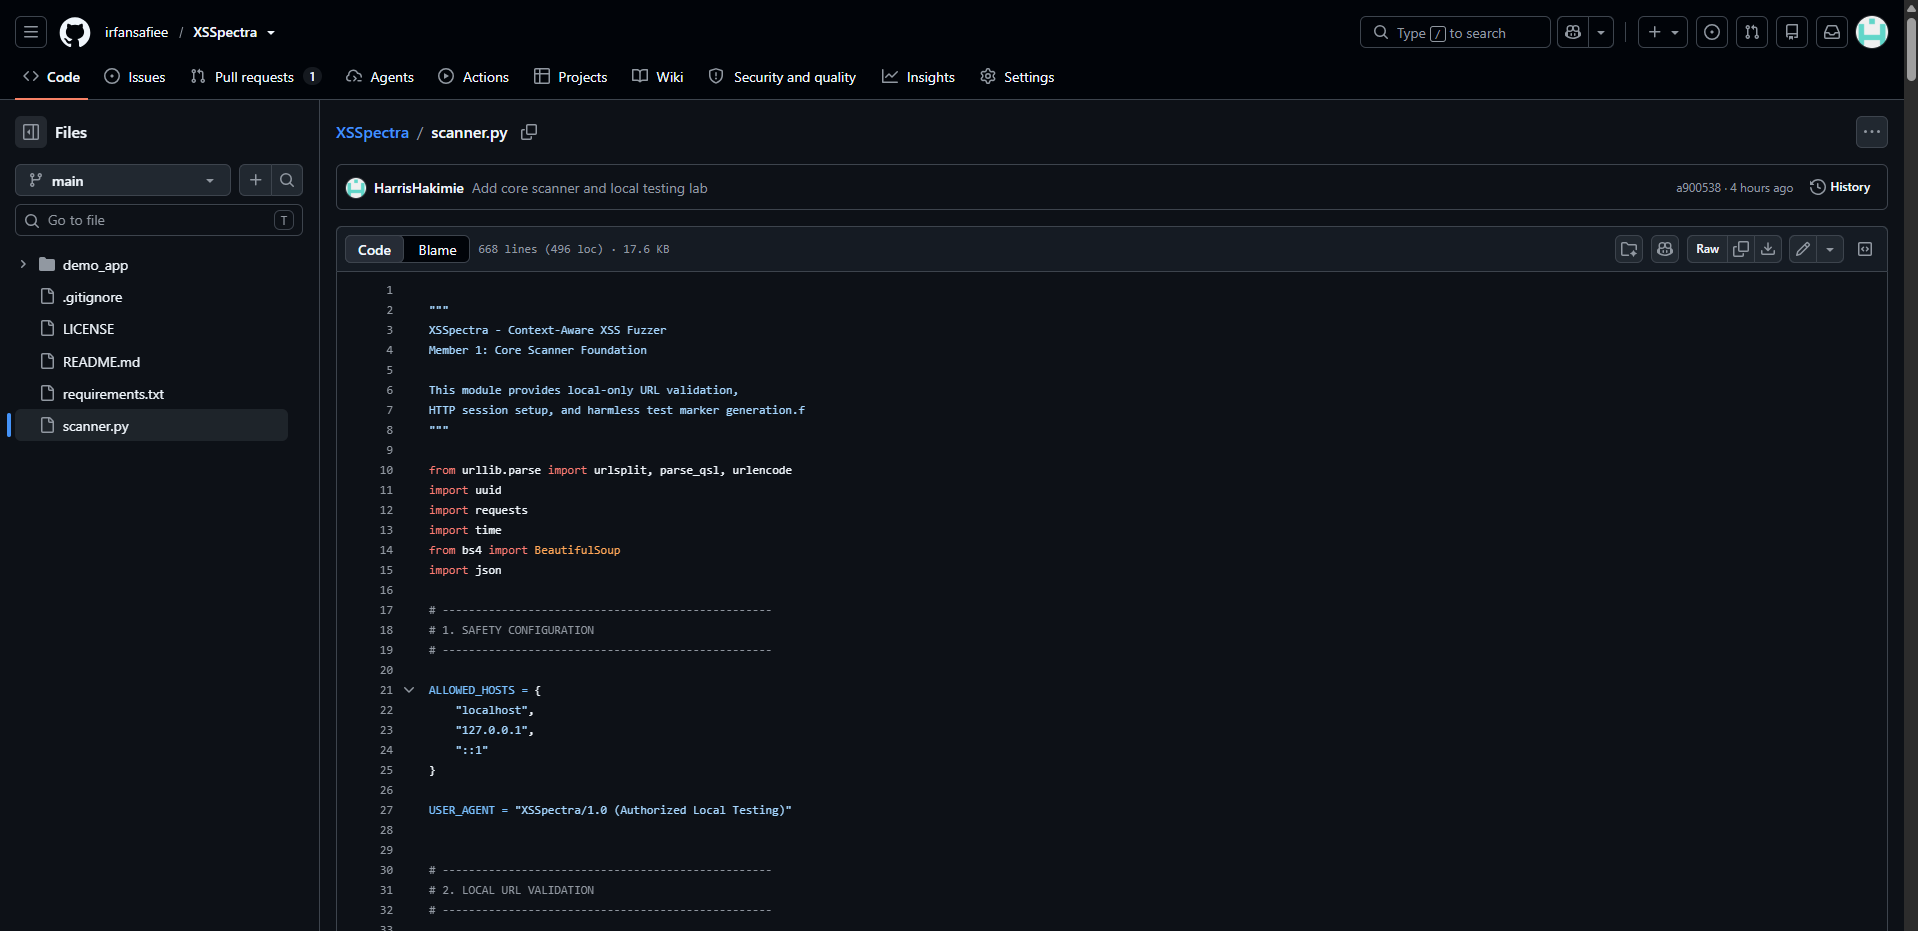 irfansafiee / XSSpectra
Type / to search
Code
Issues
Pull requests 1
Agents
Actions
Projects
Wiki
Security and quality
Insights
Settings
Files
main
Go to file
T
demo_app
.gitignore
LICENSE
README.md
requirements.txt
scanner.py
XSSpectra / scanner.py
HarrisHakimie Add core scanner and local testing lab
a900538 · 4 hours ago
History
Code
Blame
668 lines (496 loc) · 17.6 KB
Raw
1
2 """
3 XSSpectra - Context-Aware XSS Fuzzer
4 Member 1: Core Scanner Foundation
5
6 This module provides local-only URL validation,
7 HTTP session setup, and harmless test marker generation.f
8 """
9
10 from urllib.parse import urlsplit, parse_qsl, urlencode
11 import uuid
12 import requests
13 import time
14 from bs4 import BeautifulSoup
15 import json
16
17 # --------------------------------------------------
18 # 1. SAFETY CONFIGURATION
19 # --------------------------------------------------
20
21 ALLOWED_HOSTS = {
22 "localhost",
23 "127.0.0.1",
24 "::1"
25 }
26
27 USER_AGENT = "XSSpectra/1.0 (Authorized Local Testing)"
28
29
30 # --------------------------------------------------
31 # 2. LOCAL URL VALIDATION
32 # --------------------------------------------------
33